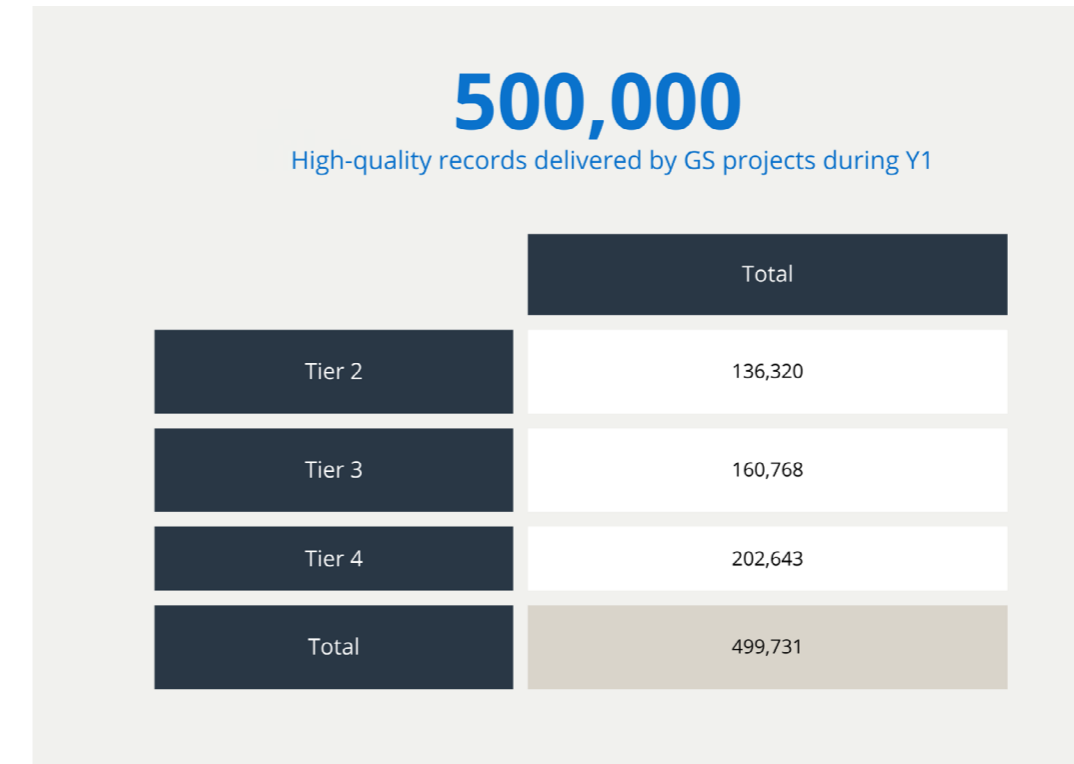 500,000
High-quality records delivered by GS projects during Y1
Total
Tier 2 136,320
Tier 3 160,768
Tier 4 202,643
Total 499,731